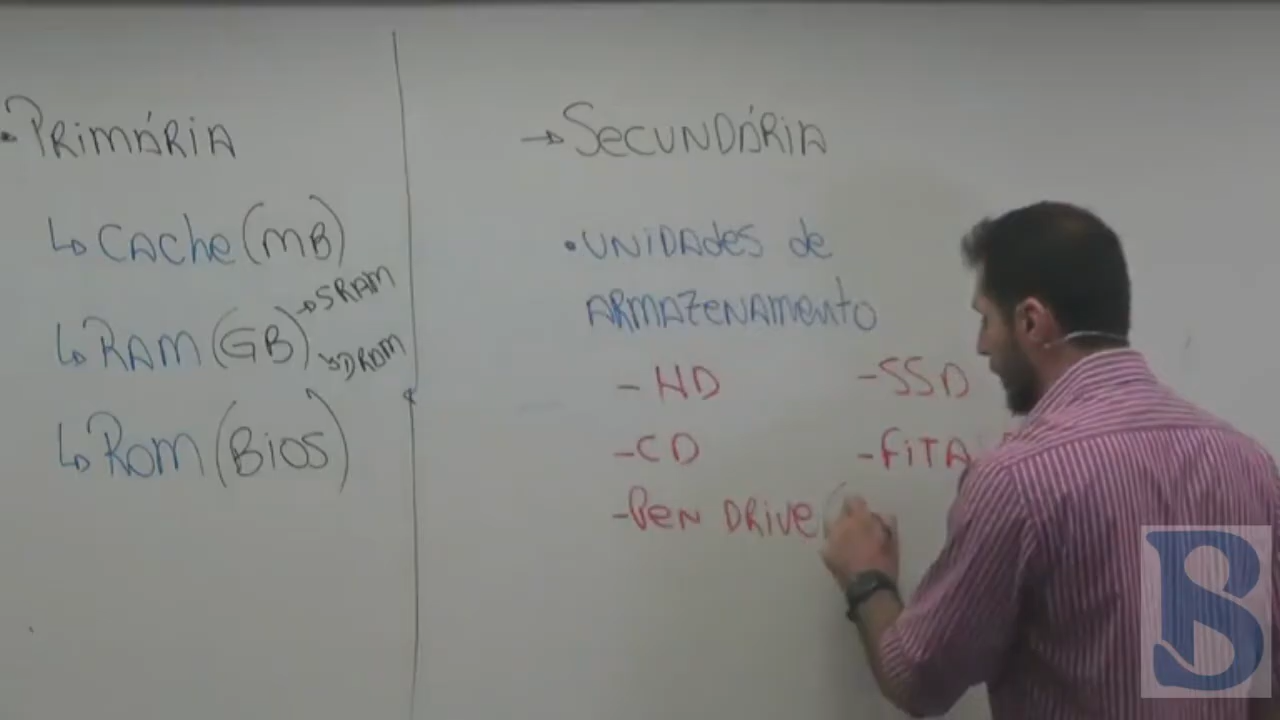 • PRIMÁRIA
↳ CAChe (MB)
↳ RAM (GB) → SRAM
→ DRAM
↳ ROM (BiOS)
→ SeCUNDÁRIA
• UNiDAdes de
ARMAZeNAMeNto
- HD
- SSD
- CD
- FiTA
- PeN DRive (
BS